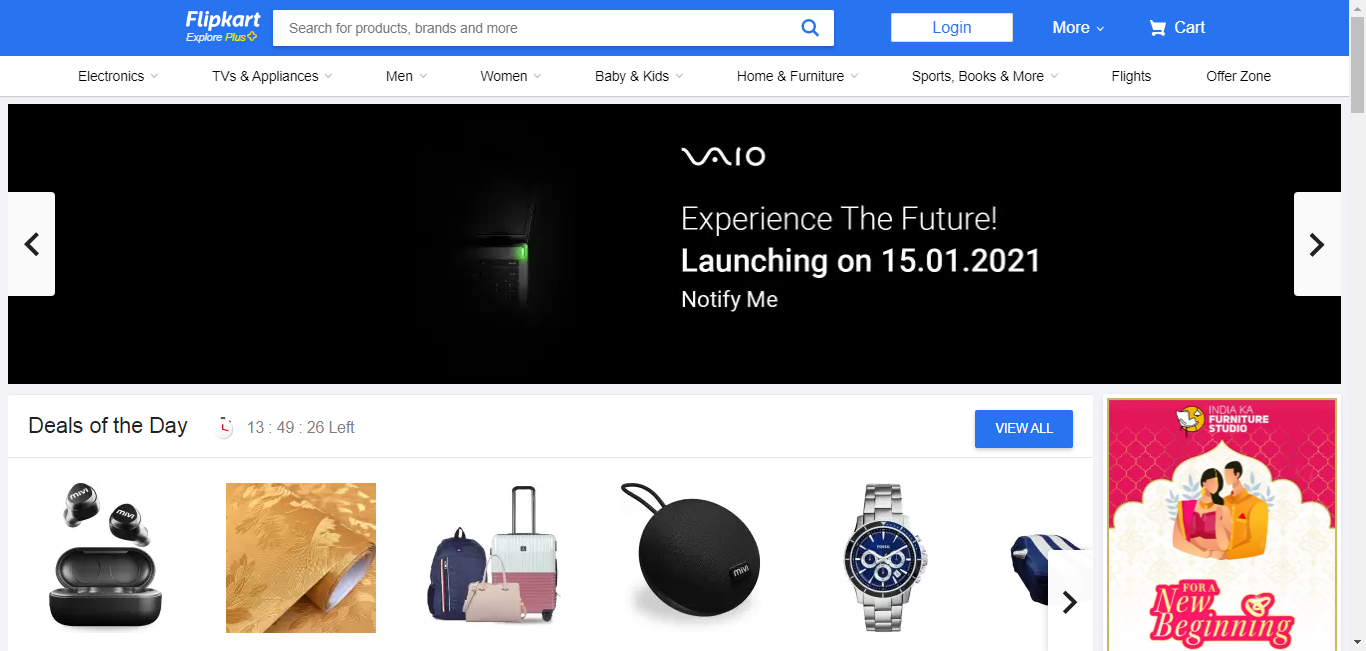 Flipkart
Explore Plus
Search for products, brands and more
Login
More
Cart
Electronics
TVs & Appliances
Men
Women
Baby & Kids
Home & Furniture
Sports, Books & More
Flights
Offer Zone
VAIO
Experience The Future!
Launching on 15.01.2021
Notify Me
Deals of the Day
13 : 49 : 26 Left
VIEW ALL
INDIA KA
FURNITURE
STUDIO
FOR A
New
Beginning
mivi
mivi
mivi
FOSSIL